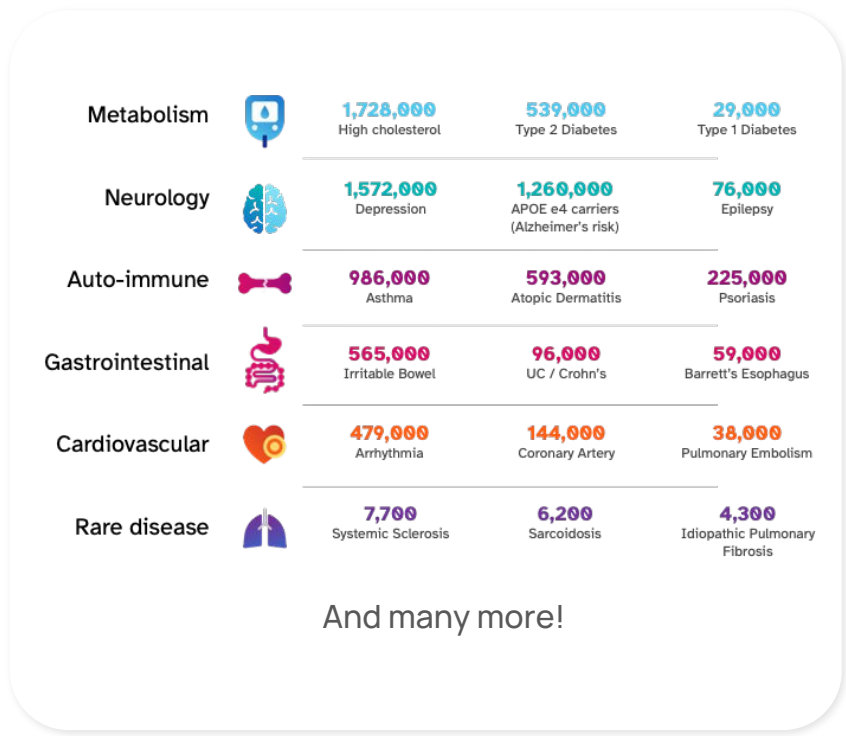 Metabolism
1,728,000 539,000 29,000
High cholesterol Type 2 Diabetes Type 1 Diabetes
Neurology
1,572,000 1,260,000 76,000
Depression APOE e4 carriers Epilepsy
(Alzheimer's risk)
Auto-immune
986,000 593,000 225,000
Asthma Atopic Dermatitis Psoriasis
Gastrointestinal
565,000 96,000 59,000
Irritable Bowel UC / Crohn's Barrett's Esophagus
Cardiovascular
479,000 144,000 38,000
Arrhythmia Coronary Artery Pulmonary Embolism
Rare disease
7,700 6,200 4,300
Systemic Sclerosis Sarcoidosis Idiopathic Pulmonary
Fibrosis
And many more!